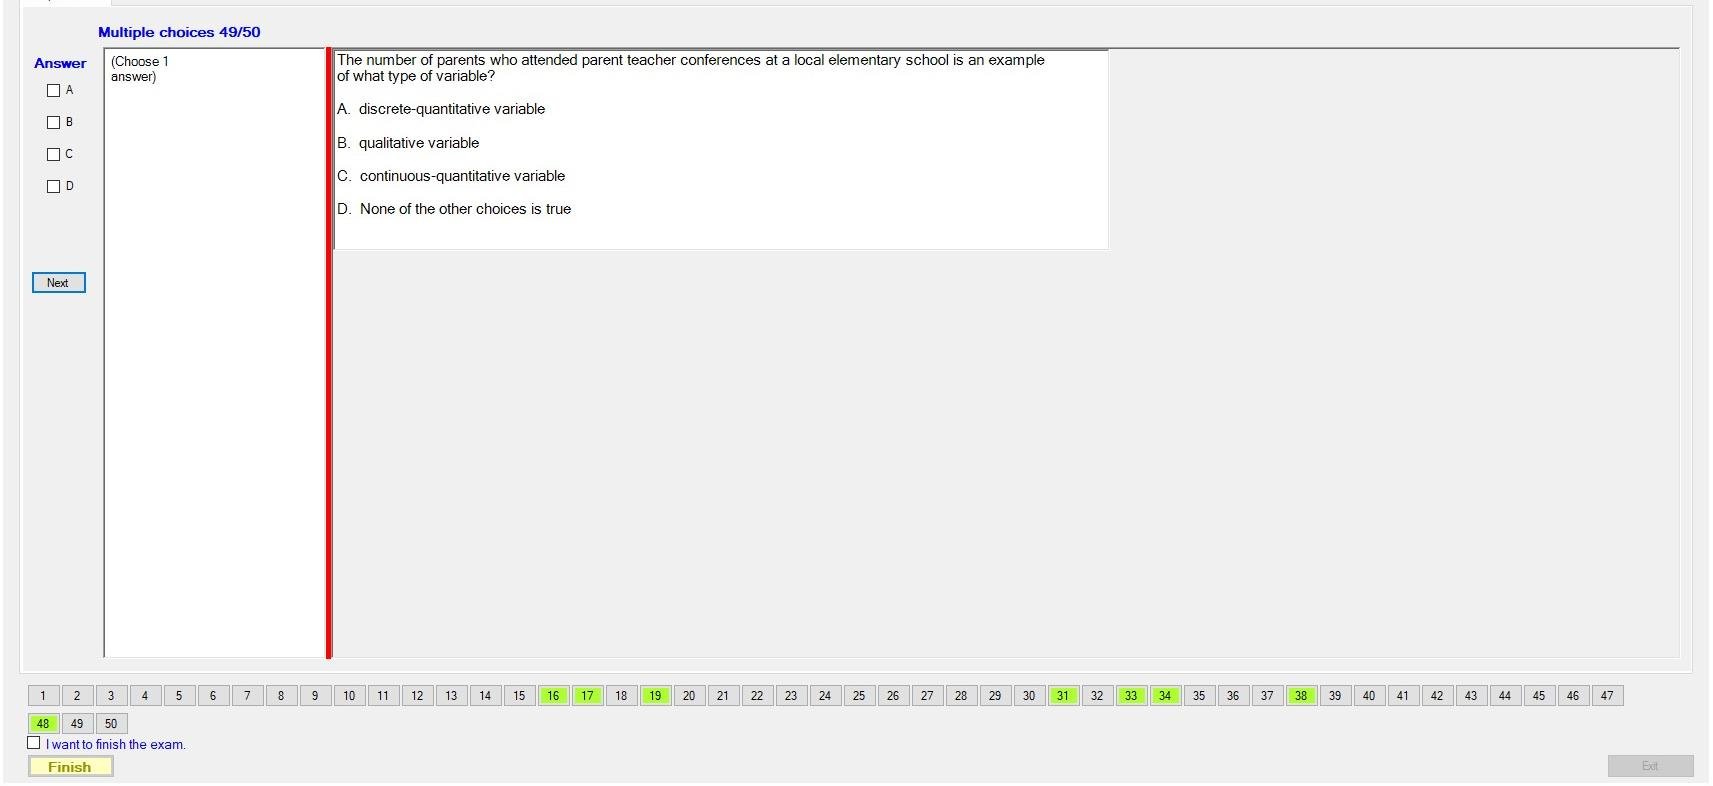 Multiple choices 49/50
Answer
(Choose 1
answer)
A
B
C
D
Next
The number of parents who attended parent teacher conferences at a local elementary school is an example
of what type of variable?
A. discrete-quantitative variable
B. qualitative variable
C. continuous-quantitative variable
D. None of the other choices is true
1 2 3 4 5 6 7 8 9 10 11 12 13 14 15 16 17 18 19 20 21 22 23 24 25 26 27 28 29 30 31 32 33 34 35 36 37 38 39 40 41 42 43 44 45 46 47
48 49 50
I want to finish the exam.
Finish
Exit